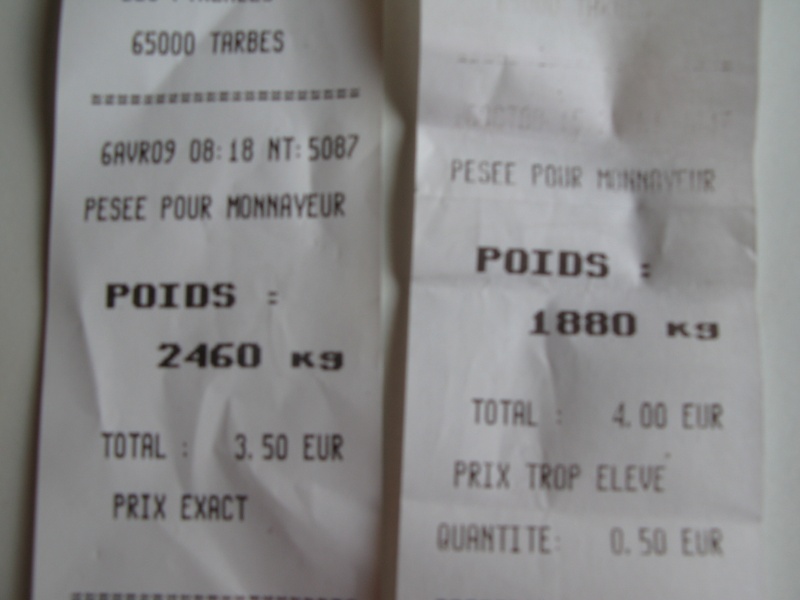 65000 TARBES
====================
6AVR09 08:18 NT:5087
PESEE POUR MONNAYEUR
POIDS :
2460 KG
TOTAL : 3.50 EUR
PRIX EXACT
PESEE POUR MONNAYEUR
POIDS :
1880 KG
TOTAL : 4.00 EUR
PRIX TROP ELEVE
QUANTITE: 0.50 EUR